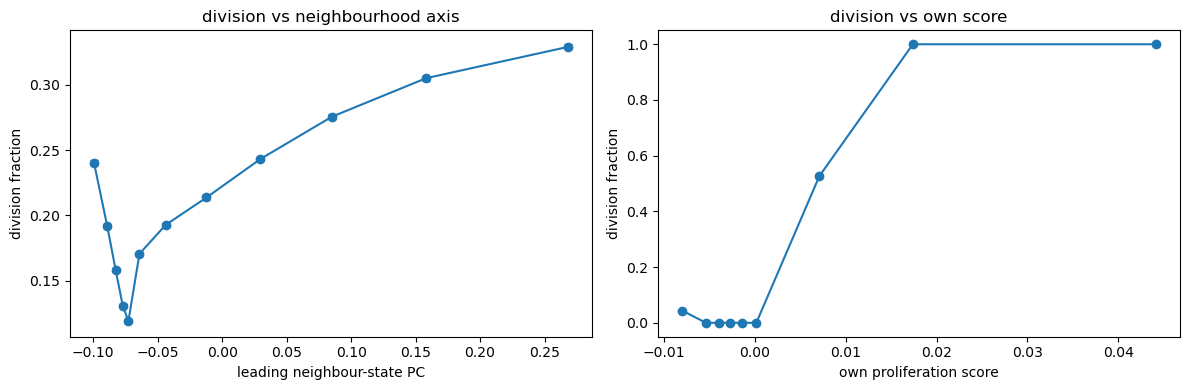 division vs neighbourhood axis
division fraction
0.30
0.25
0.20
0.15
−0.10 −0.05 0.00 0.05 0.10 0.15 0.20 0.25
leading neighbour-state PC
division vs own score
division fraction
1.0
0.8
0.6
0.4
0.2
0.0
−0.01 0.00 0.01 0.02 0.03 0.04
own proliferation score